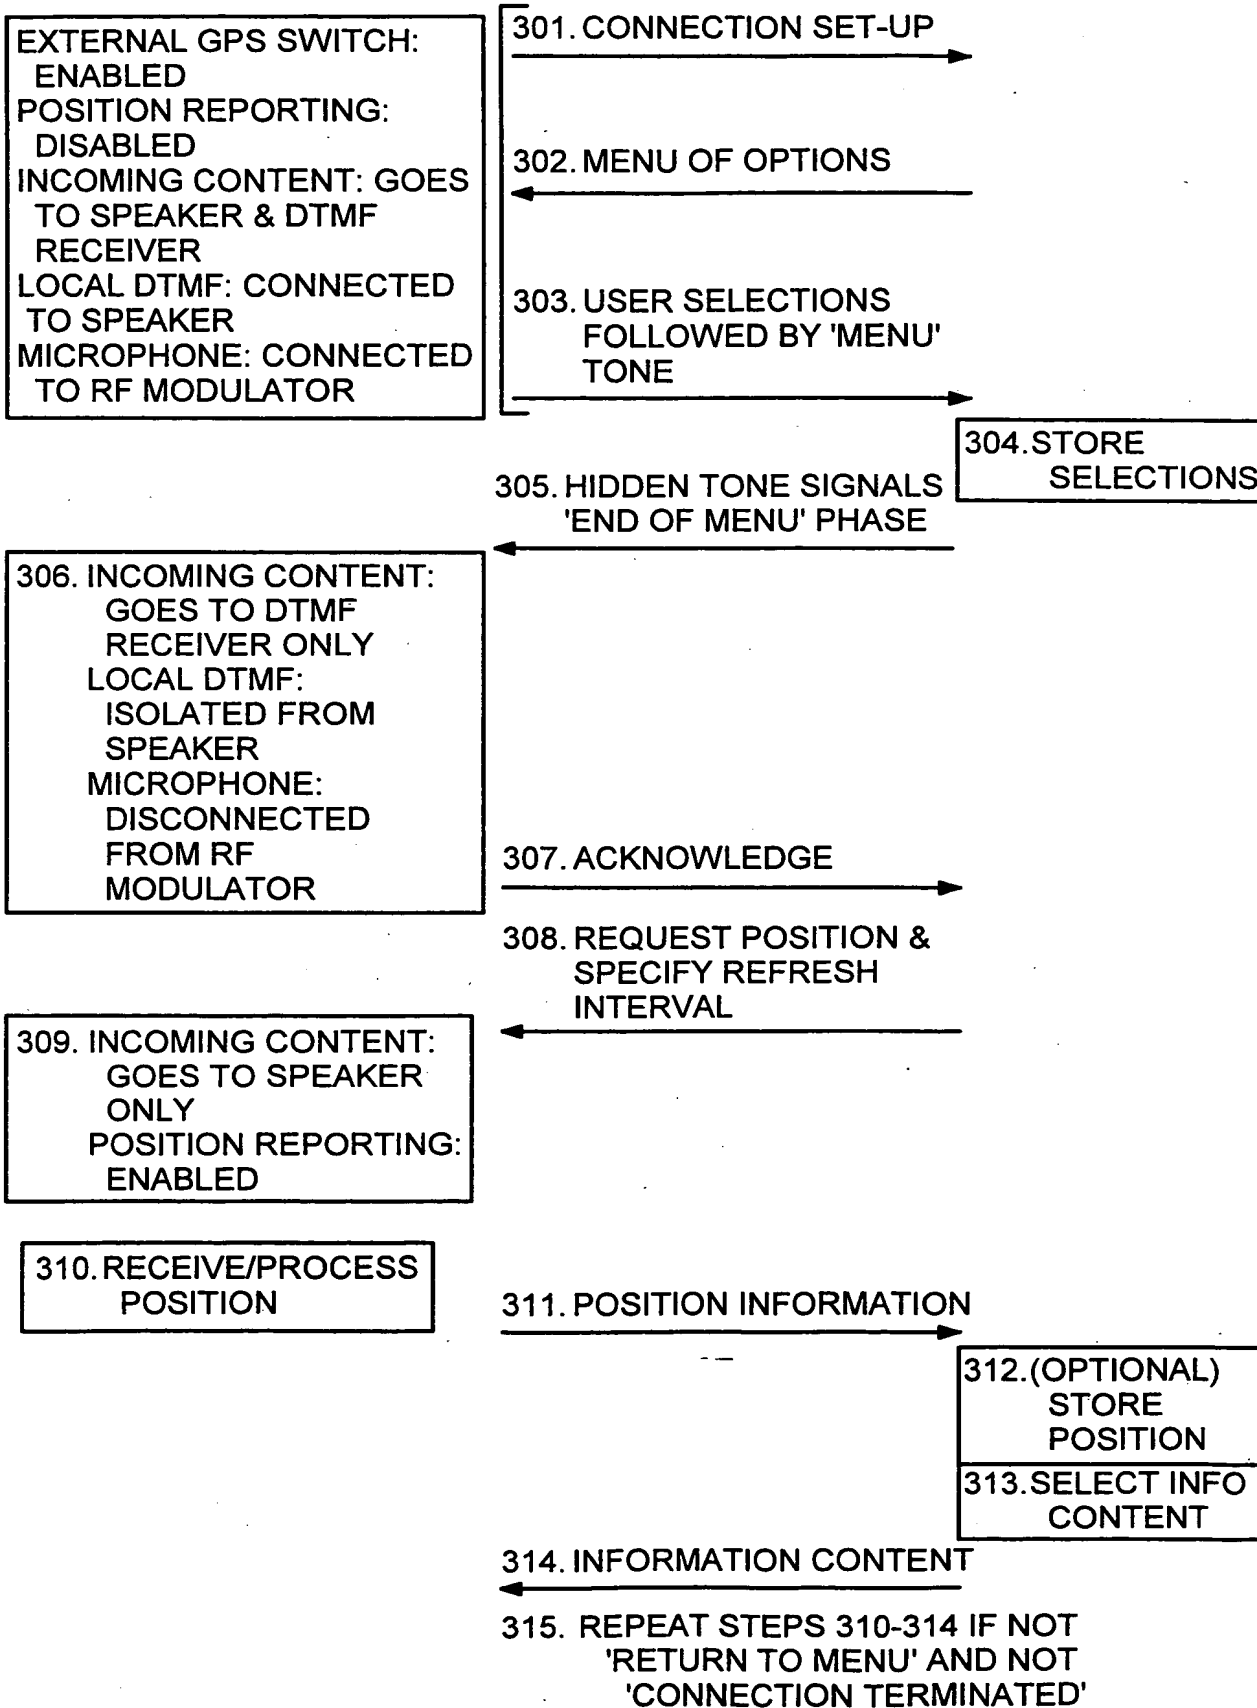 EXTERNAL GPS SWITCH:
ENABLED
POSITION REPORTING:
DISABLED
INCOMING CONTENT: GOES
TO SPEAKER & DTMF
RECEIVER
LOCAL DTMF: CONNECTED
TO SPEAKER
MICROPHONE: CONNECTED
TO RF MODULATOR
301. CONNECTION SET-UP
302. MENU OF OPTIONS
303. USER SELECTIONS
FOLLOWED BY 'MENU'
TONE
304. STORE
SELECTIONS
305. HIDDEN TONE SIGNALS
'END OF MENU' PHASE
306. INCOMING CONTENT:
GOES TO DTMF
RECEIVER ONLY
LOCAL DTMF:
ISOLATED FROM
SPEAKER
MICROPHONE:
DISCONNECTED
FROM RF
MODULATOR
307. ACKNOWLEDGE
308. REQUEST POSITION &
SPECIFY REFRESH
INTERVAL
309. INCOMING CONTENT:
GOES TO SPEAKER
ONLY
POSITION REPORTING:
ENABLED
310. RECEIVE/PROCESS
POSITION
311. POSITION INFORMATION
312. (OPTIONAL)
STORE
POSITION
313. SELECT INFO
CONTENT
314. INFORMATION CONTENT
315. REPEAT STEPS 310-314 IF NOT
'RETURN TO MENU' AND NOT
'CONNECTION TERMINATED'